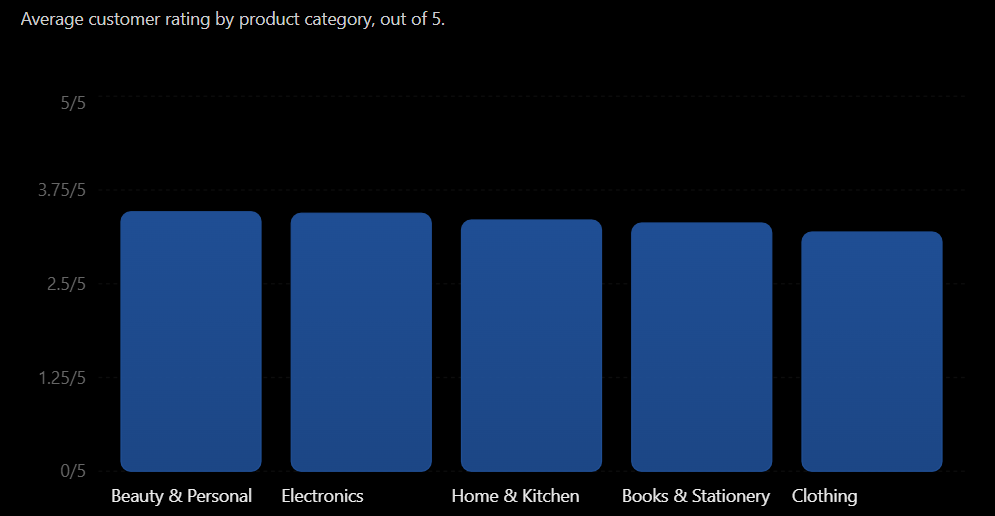 Average customer rating by product category, out of 5.
5/5
3.75/5
2.5/5
1.25/5
0/5
Beauty & Personal Electronics Home & Kitchen Books & Stationery Clothing